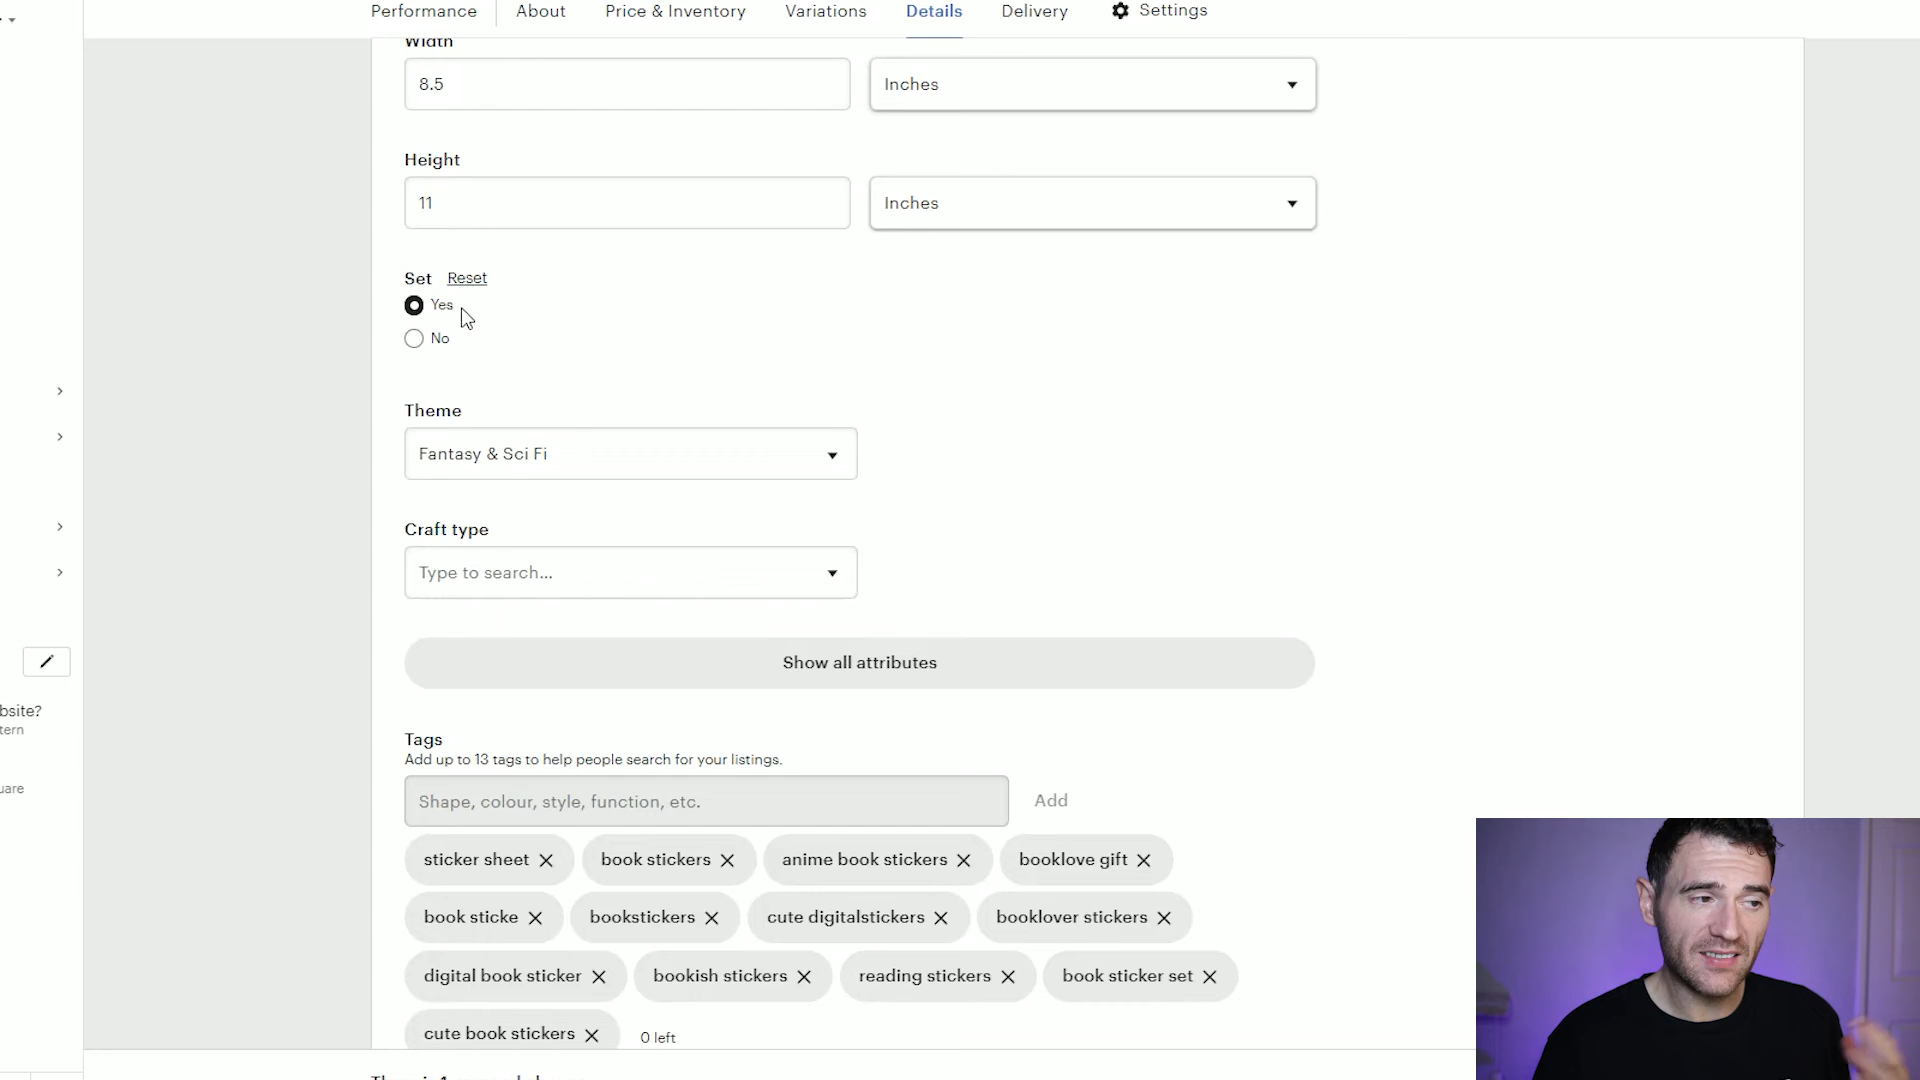 Performance About Price & Inventory Variations Details Delivery Settings
Width
8.5 Inches
Height
11 Inches
Set Reset
Yes
No
Theme
Fantasy & Sci Fi
Craft type
Type to search...
Show all attributes
bsite?
tern
uare
Tags
Add up to 13 tags to help people search for your listings.
Shape, colour, style, function, etc. Add
sticker sheet book stickers anime book stickers booklove gift
book sticke bookstickers cute digitalstickers booklover stickers
digital book sticker bookish stickers reading stickers book sticker set
cute book stickers 0 left